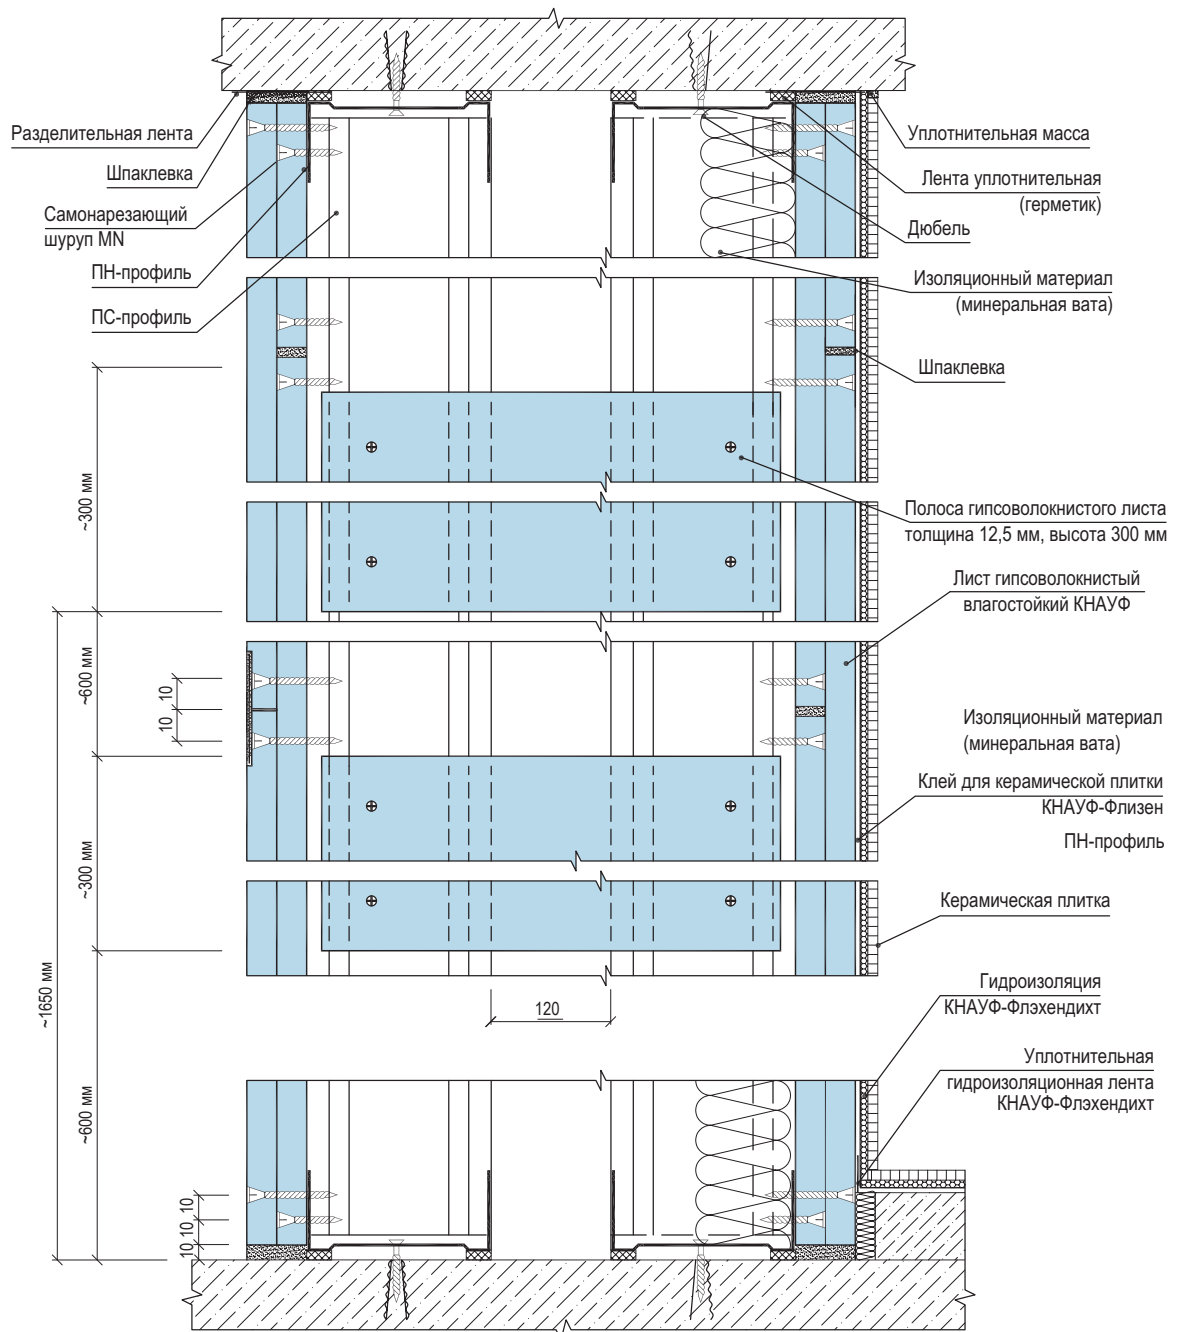 Разделительная лента
Шпаклевка
Самонарезающий
шуруп MN
ПН-профиль
ПС-профиль
Уплотнительная масса
Лента уплотнительная
(герметик)
Дюбель
Изоляционный материал
(минеральная вата)
Шпаклевка
Полоса гипсоволокнистого листа
толщина 12,5 мм, высота 300 мм
Лист гипсоволокнистый
влагостойкий КНАУФ
Изоляционный материал
(минеральная вата)
Клей для керамической плитки
КНАУФ-Флизен
ПН-профиль
Керамическая плитка
Гидроизоляция
КНАУФ-Флэхендихт
Уплотнительная
гидроизоляционная лента
КНАУФ-Флэхендихт
~300 мм
~600 мм
~300 мм
~600 мм
~1650 мм
10
10
120
10
10
10